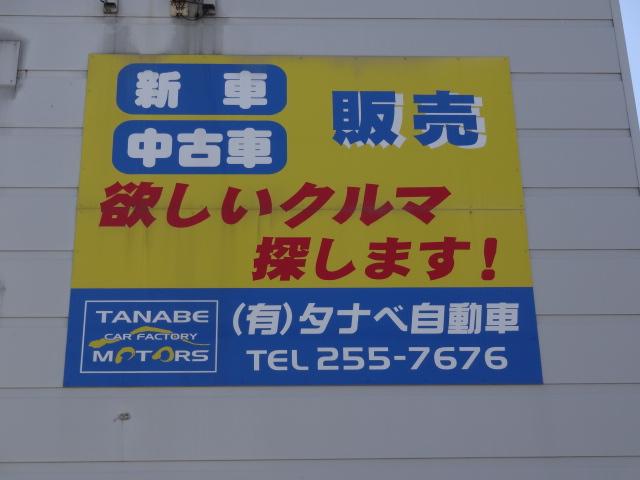 新車
中古車
販売
欲しいクルマ
探します!
TANABE
CAR FACTORY
MOTORS
(有)タナベ自動車
TEL 255-7676